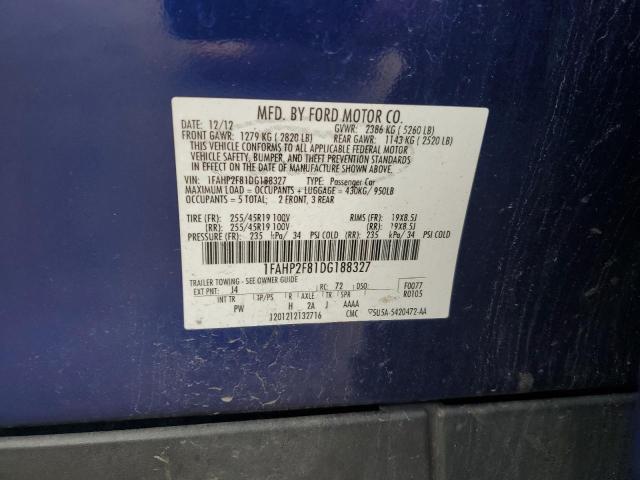 MFD. BY FORD MOTOR CO.
DATE: 12/12 GVWR: 2386 KG ( 5260 LB)
FRONT GAWR: 1279 KG ( 2820 LB) REAR GAWR: 1143 KG ( 2520 LB)
THIS VEHICLE CONFORMS TO ALL APPLICABLE FEDERAL MOTOR
VEHICLE SAFETY, BUMPER, AND THEFT PREVENTION STANDARDS
IN EFFECT ON THE DATE OF MANUFACTURE SHOWN ABOVE.
VIN: 1FAHP2F81DG188327 TYPE: Passenger Car
MAXIMUM LOAD = OCCUPANTS + LUGGAGE = 430KG/ 950LB
OCCUPANTS = 5 TOTAL; 2 FRONT, 3 REAR
TIRE (FR): 255/45R19 100V RIMS (FR): 19X8.5J
(RR): 255/45R19 100V (RR): 19X8.5J
PRESSURE (FR): 235 kPa/ 34 PSI COLD (RR): 235 kPa/ 34 PSI COLD
1FAHP2F81DG188327
TRAILER TOWING - SEE OWNER GUIDE F0077
EXT PNT: J4 RC: 72 DSO: R0105
INT TR TP/PS R AXLE TR SPR
PW H 2A J AAAA
J201212132716 CMC 5U5A-5420472-AA